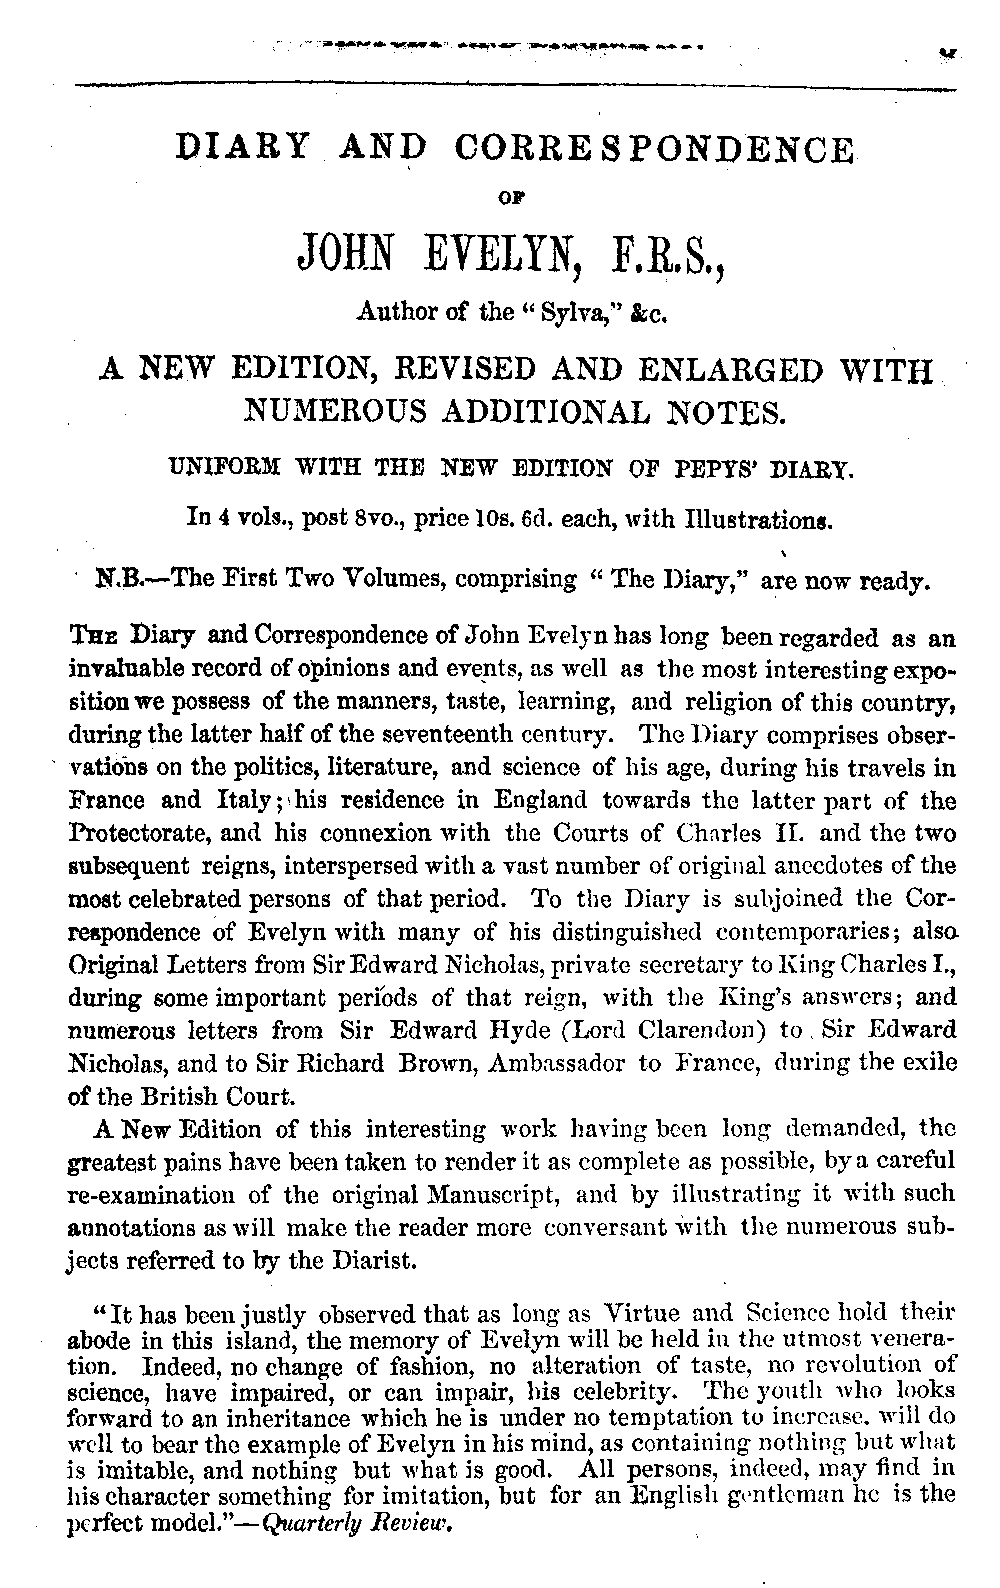 DIARY AND CORRESPONDENCE
OF
JOHN EVELYN, F.R.S.,
Author of the “Sylva,” &c.
A NEW EDITION, REVISED AND ENLARGED WITH
NUMEROUS ADDITIONAL NOTES.
UNIFORM WITH THE NEW EDITION OF PEPYS’ DIARY.
In 4 vols., post 8vo., price 10s. 6d. each, with Illustrations.
N.B.—The First Two Volumes, comprising “The Diary,” are now ready.
THE Diary and Correspondence of John Evelyn has long been regarded as an
invaluable record of opinions and events, as well as the most interesting expo-
sition we possess of the manners, taste, learning, and religion of this country,
during the latter half of the seventeenth century. The Diary comprises obser-
vations on the politics, literature, and science of his age, during his travels in
France and Italy; his residence in England towards the latter part of the
Protectorate, and his connexion with the Courts of Charles II. and the two
subsequent reigns, interspersed with a vast number of original anecdotes of the
most celebrated persons of that period. To the Diary is subjoined the Cor-
respondence of Evelyn with many of his distinguished contemporaries; also
Original Letters from Sir Edward Nicholas, private secretary to King Charles I.,
during some important periods of that reign, with the King’s answers; and
numerous letters from Sir Edward Hyde (Lord Clarendon) to Sir Edward
Nicholas, and to Sir Richard Brown, Ambassador to France, during the exile
of the British Court.
A New Edition of this interesting work having been long demanded, the
greatest pains have been taken to render it as complete as possible, by a careful
re-examination of the original Manuscript, and by illustrating it with such
annotations as will make the reader more conversant with the numerous sub-
jects referred to by the Diarist.
“It has been justly observed that as long as Virtue and Science hold their
abode in this island, the memory of Evelyn will be held in the utmost venera-
tion. Indeed, no change of fashion, no alteration of taste, no revolution of
science, have impaired, or can impair, his celebrity. The youth who looks
forward to an inheritance which he is under no temptation to increase, will do
well to bear the example of Evelyn in his mind, as containing nothing but what
is imitable, and nothing but what is good. All persons, indeed, may find in
his character something for imitation, but for an English gentleman he is the
perfect model.”—Quarterly Review.